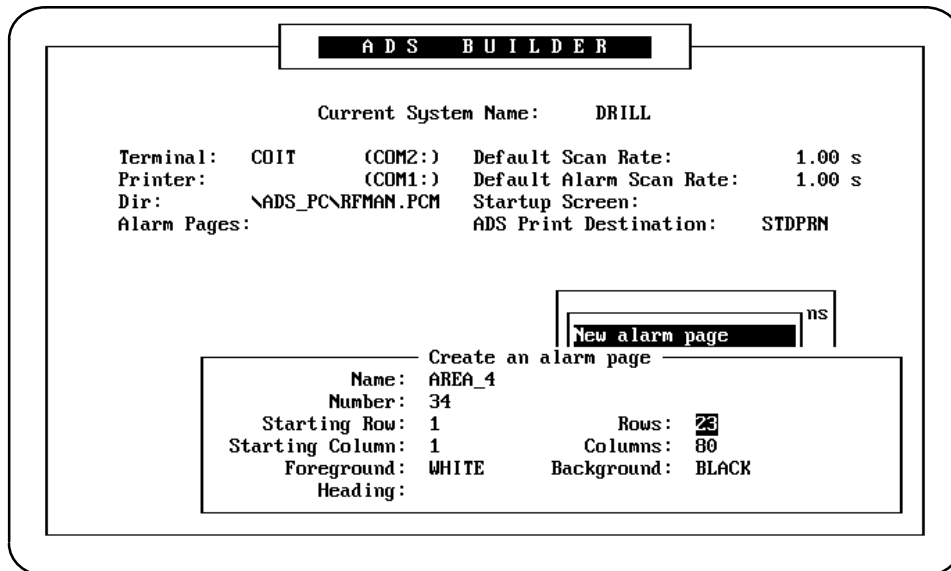 ADS BUILDER
Current System Name: DRILL
Terminal: COIT (COM2:) Default Scan Rate: 1.00 s
Printer: (COM1:) Default Alarm Scan Rate: 1.00 s
Dir: \ADS_PC\RFMAN.PCM Startup Screen:
Alarm Pages: ADS Print Destination: STDPRN
ns
New alarm page
Create an alarm page
Name: AREA_4
Number: 34
Starting Row: 1 Rows: 23
Starting Column: 1 Columns: 80
Foreground: WHITE Background: BLACK
Heading: